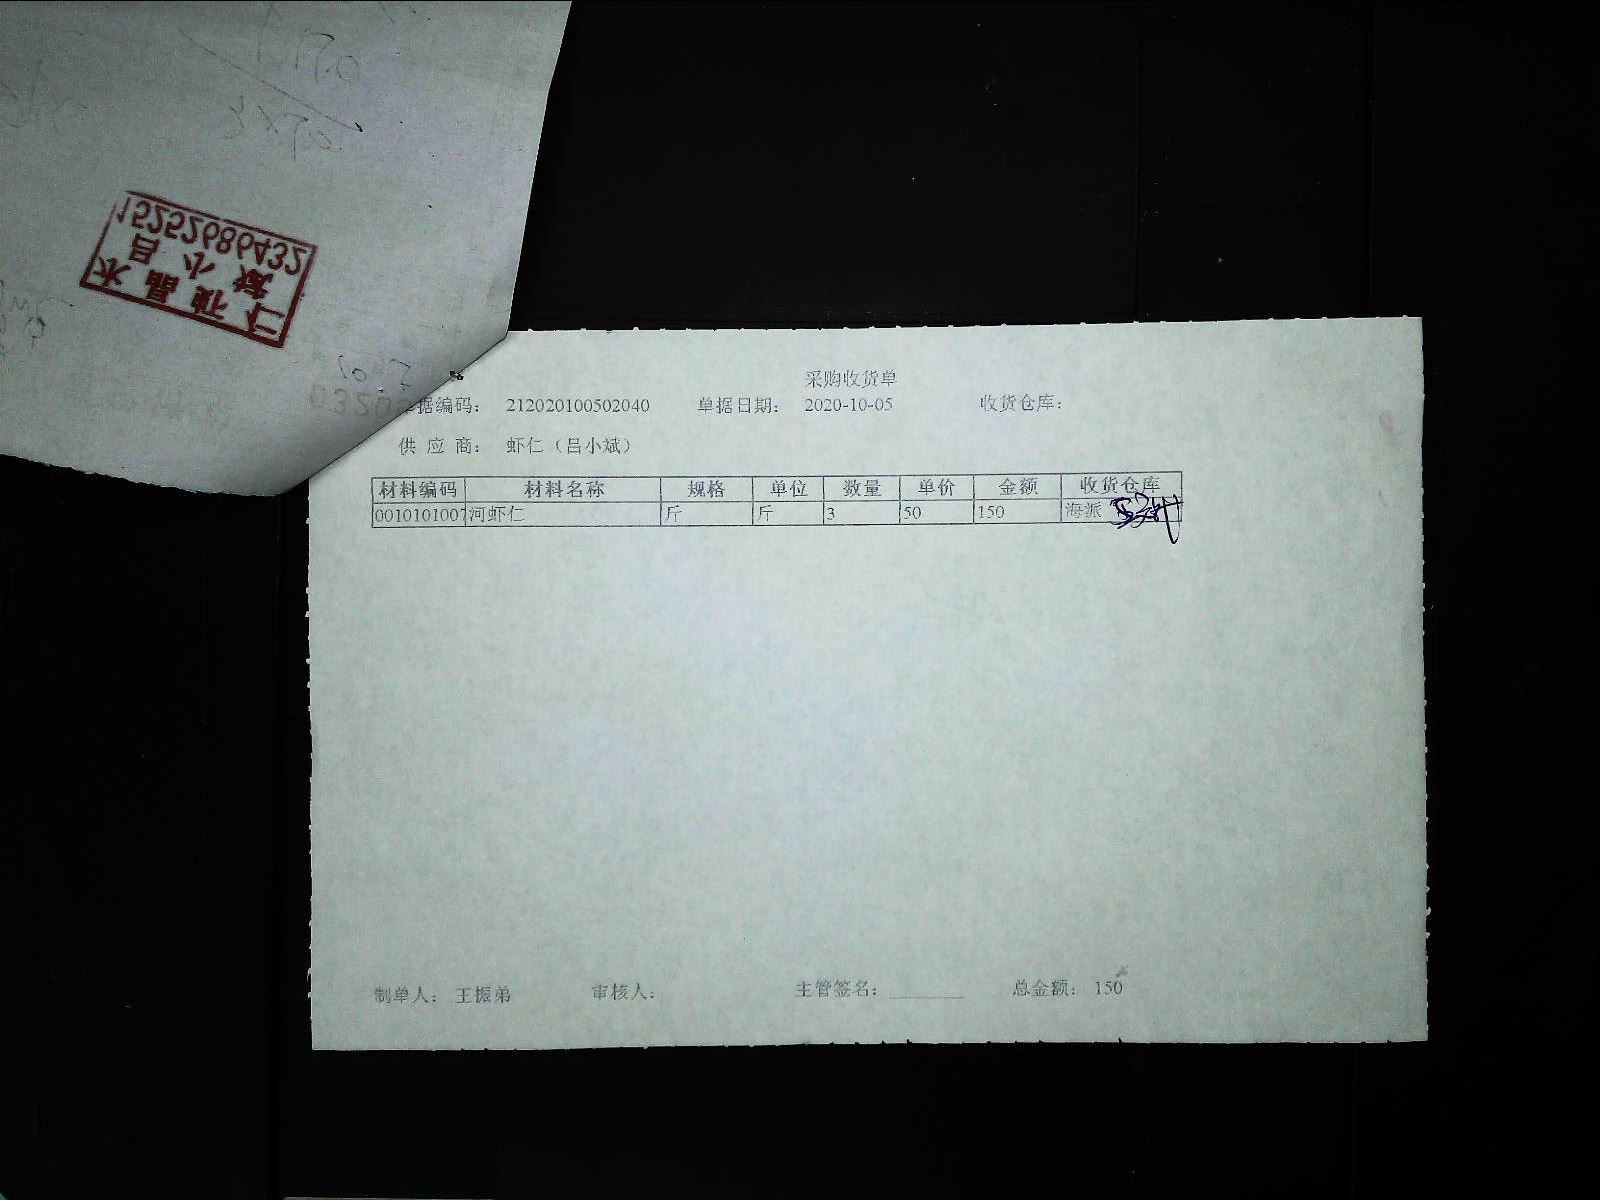 15252686432
采购收货单
据编码： 212020100502040 单据日期： 2020-10-05 收货仓库：
供 应 商： 虾仁（吕小斌）
材料编码 材料名称 规格 单位 数量 单价 金额 收货仓库
0010101007 河虾仁 斤 斤 3 50 150 海派
制单人： 王振弟 审核人： 主管签名： 总金额： 150